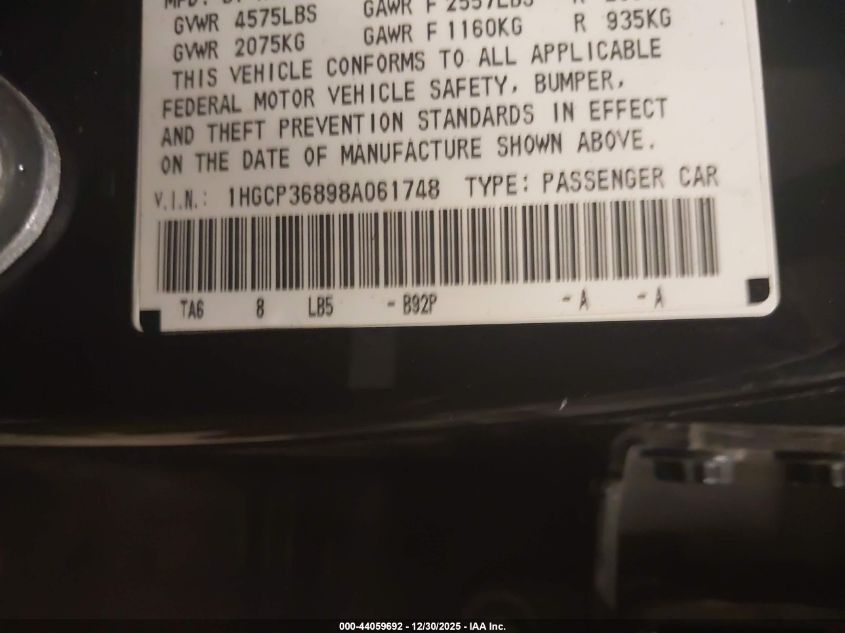 GVWR 4575LBS GAWR F 2557LBS R
GVWR 2075KG GAWR F 1160KG R 935KG
THIS VEHICLE CONFORMS TO ALL APPLICABLE
FEDERAL MOTOR VEHICLE SAFETY, BUMPER,
AND THEFT PREVENTION STANDARDS IN EFFECT
ON THE DATE OF MANUFACTURE SHOWN ABOVE.
V.I.N.: 1HGCP36898A061748 TYPE: PASSENGER CAR
TA6 8 LB5 -B92P -A -A
000-44059692 - 12/30/2025 - IAA Inc.